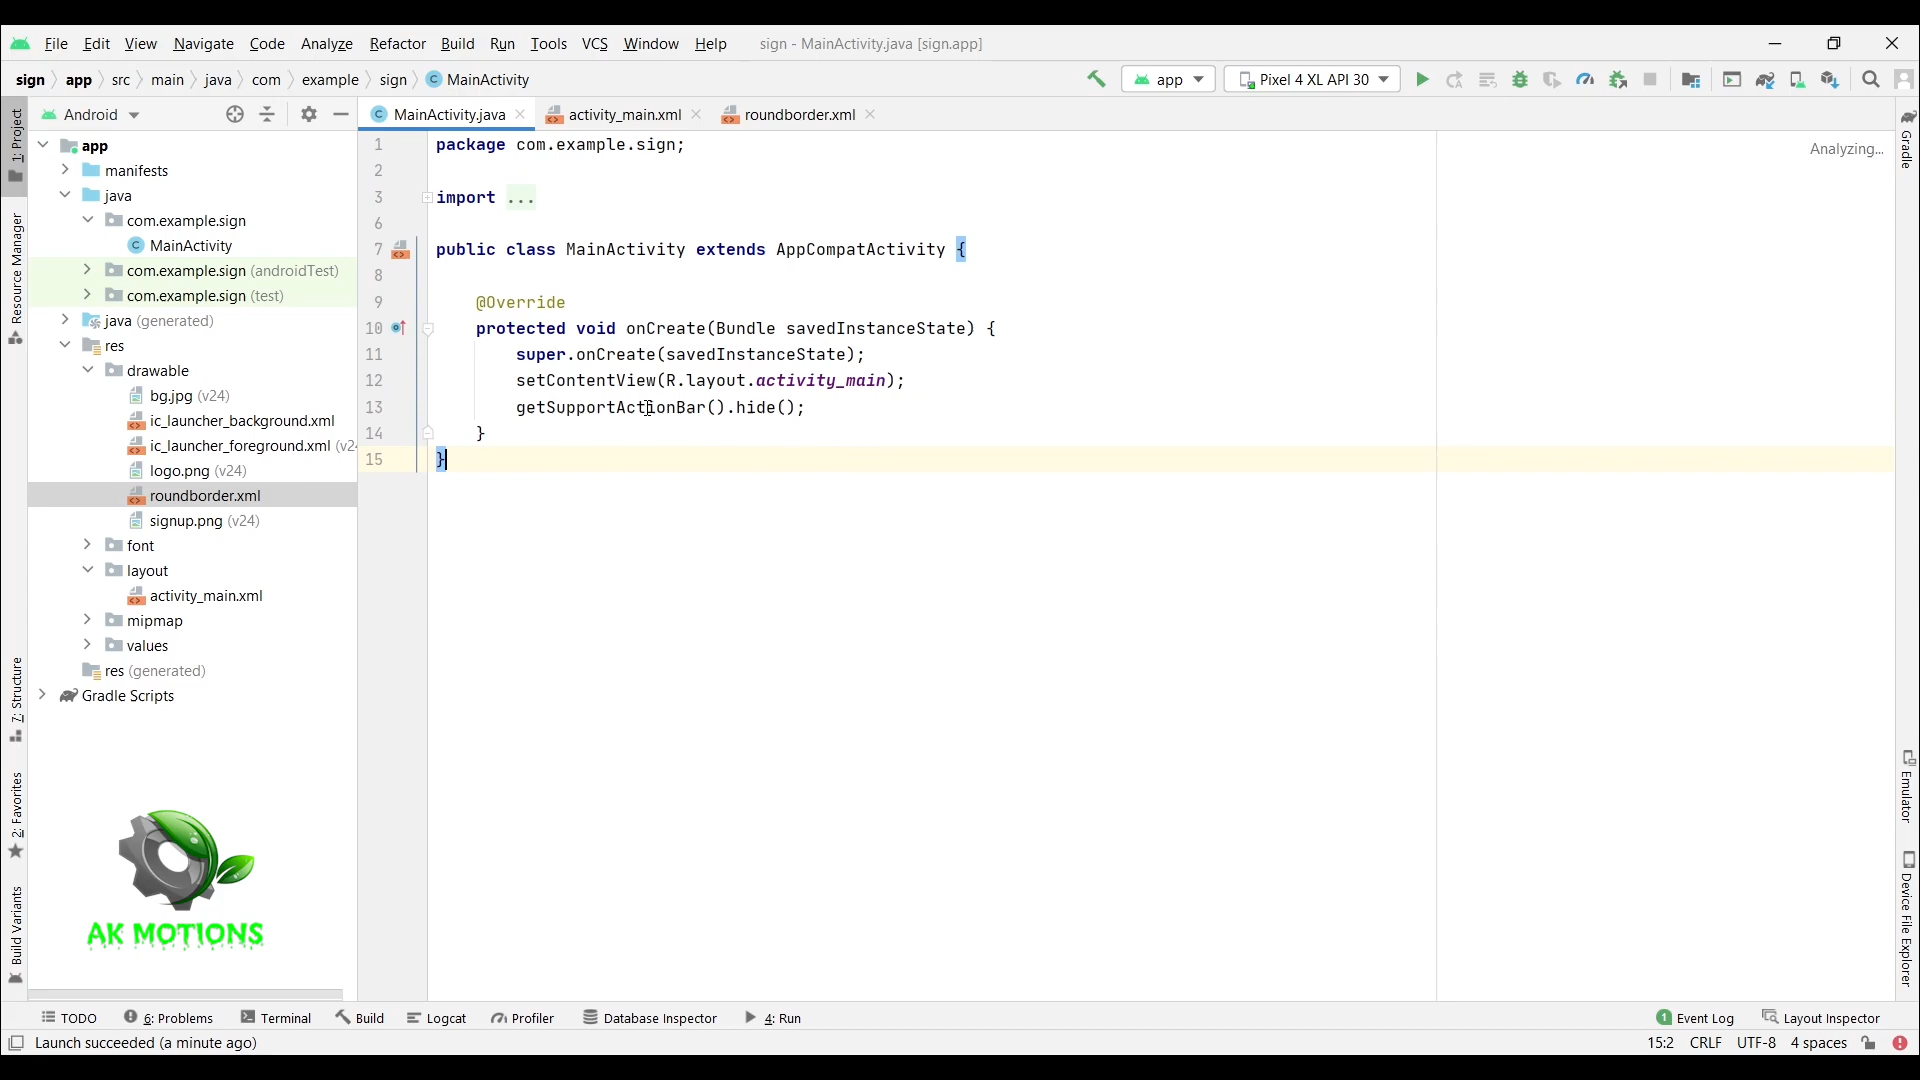 File Edit View Navigate Code Analyze Refactor Build Run Tools VCS Window Help sign - MainActivity.java [sign.app]
sign app src main java com example sign MainActivity app Pixel 4 XL API 30
Android MainActivity.java activity_main.xml roundborder.xml
1: Project
Resource Manager
7: Structure
2: Favorites
Build Variants
app
manifests
java
com.example.sign
MainActivity
com.example.sign (androidTest)
com.example.sign (test)
java (generated)
res
drawable
bg.jpg (v24)
ic_launcher_background.xml
ic_launcher_foreground.xml (v24
logo.png (v24)
roundborder.xml
signup.png (v24)
font
layout
activity_main.xml
mipmap
values
res (generated)
Gradle Scripts
AK MOTIONS
1 package com.example.sign;
2
3 import ...
6
7 public class MainActivity extends AppCompatActivity {
8
9 @Override
10 protected void onCreate(Bundle savedInstanceState) {
11 super.onCreate(savedInstanceState);
12 setContentView(R.layout.activity_main);
13 getSupportActionBar().hide();
14 }
15 }
Analyzing...
Gradle
Emulator
Device File Explorer
TODO 6: Problems Terminal Build Logcat Profiler Database Inspector 4: Run 1 Event Log Layout Inspector
Launch succeeded (a minute ago) 15:2 CRLF UTF-8 4 spaces